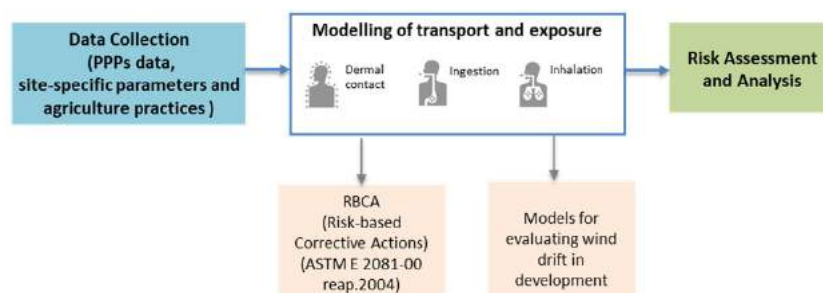 Data Collection
(PPPs data,
site-specific parameters and
agriculture practices )
Modelling of transport and exposure
Dermal
contact
Ingestion
Inhalation
Risk Assessment
and Analysis
RBCA
(Risk-based
Corrective Actions)
(ASTM E 2081-00
reap.2004)
Models for
evaluating wind
drift in
development